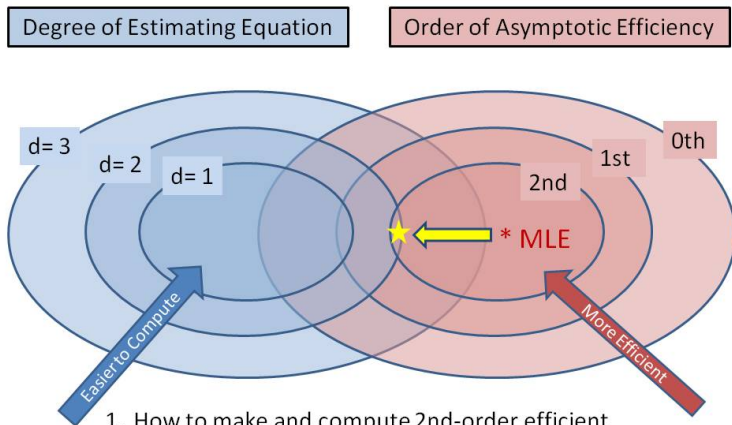 Degree of Estimating Equation
Order of Asymptotic Efficiency
d= 3
d= 2
d= 1
0th
1st
2nd
* MLE
Easier to Compute
More Efficient
1. How to make and compute 2nd-order efficient